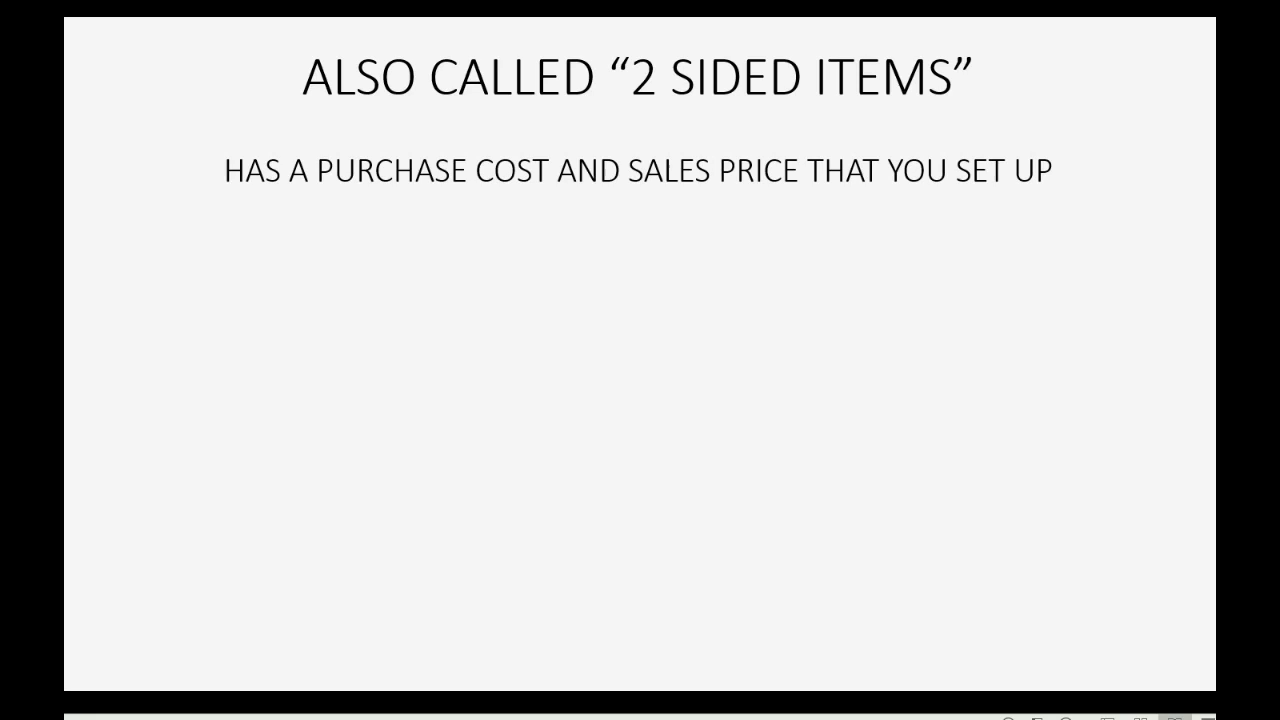 ALSO CALLED “2 SIDED ITEMS”
HAS A PURCHASE COST AND SALES PRICE THAT YOU SET UP